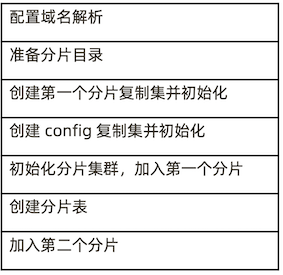 配置域名解析
准备分片目录
创建第一个分片复制集并初始化
创建 config 复制集并初始化
初始化分片集群，加入第一个分片
创建分片表
加入第二个分片